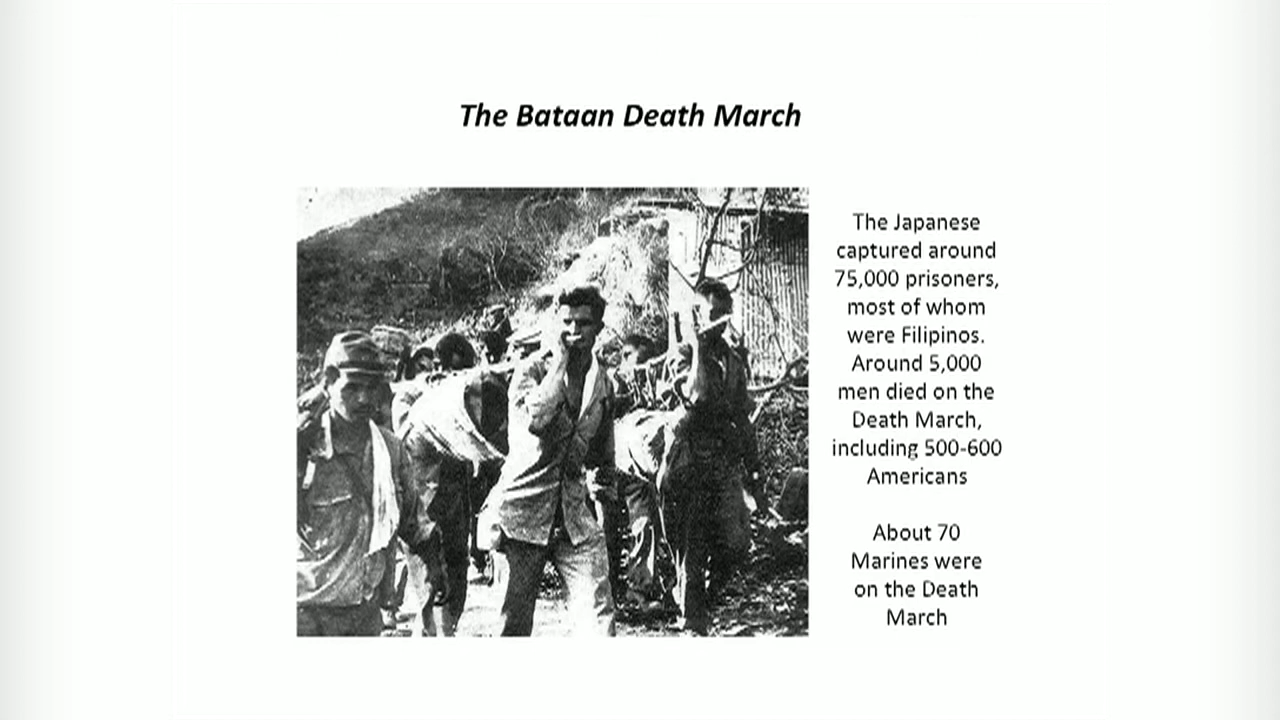 The Bataan Death March
The Japanese
captured around
75,000 prisoners,
most of whom
were Filipinos.
Around 5,000
men died on the
Death March,
including 500-600
Americans
About 70
Marines were
on the Death
March